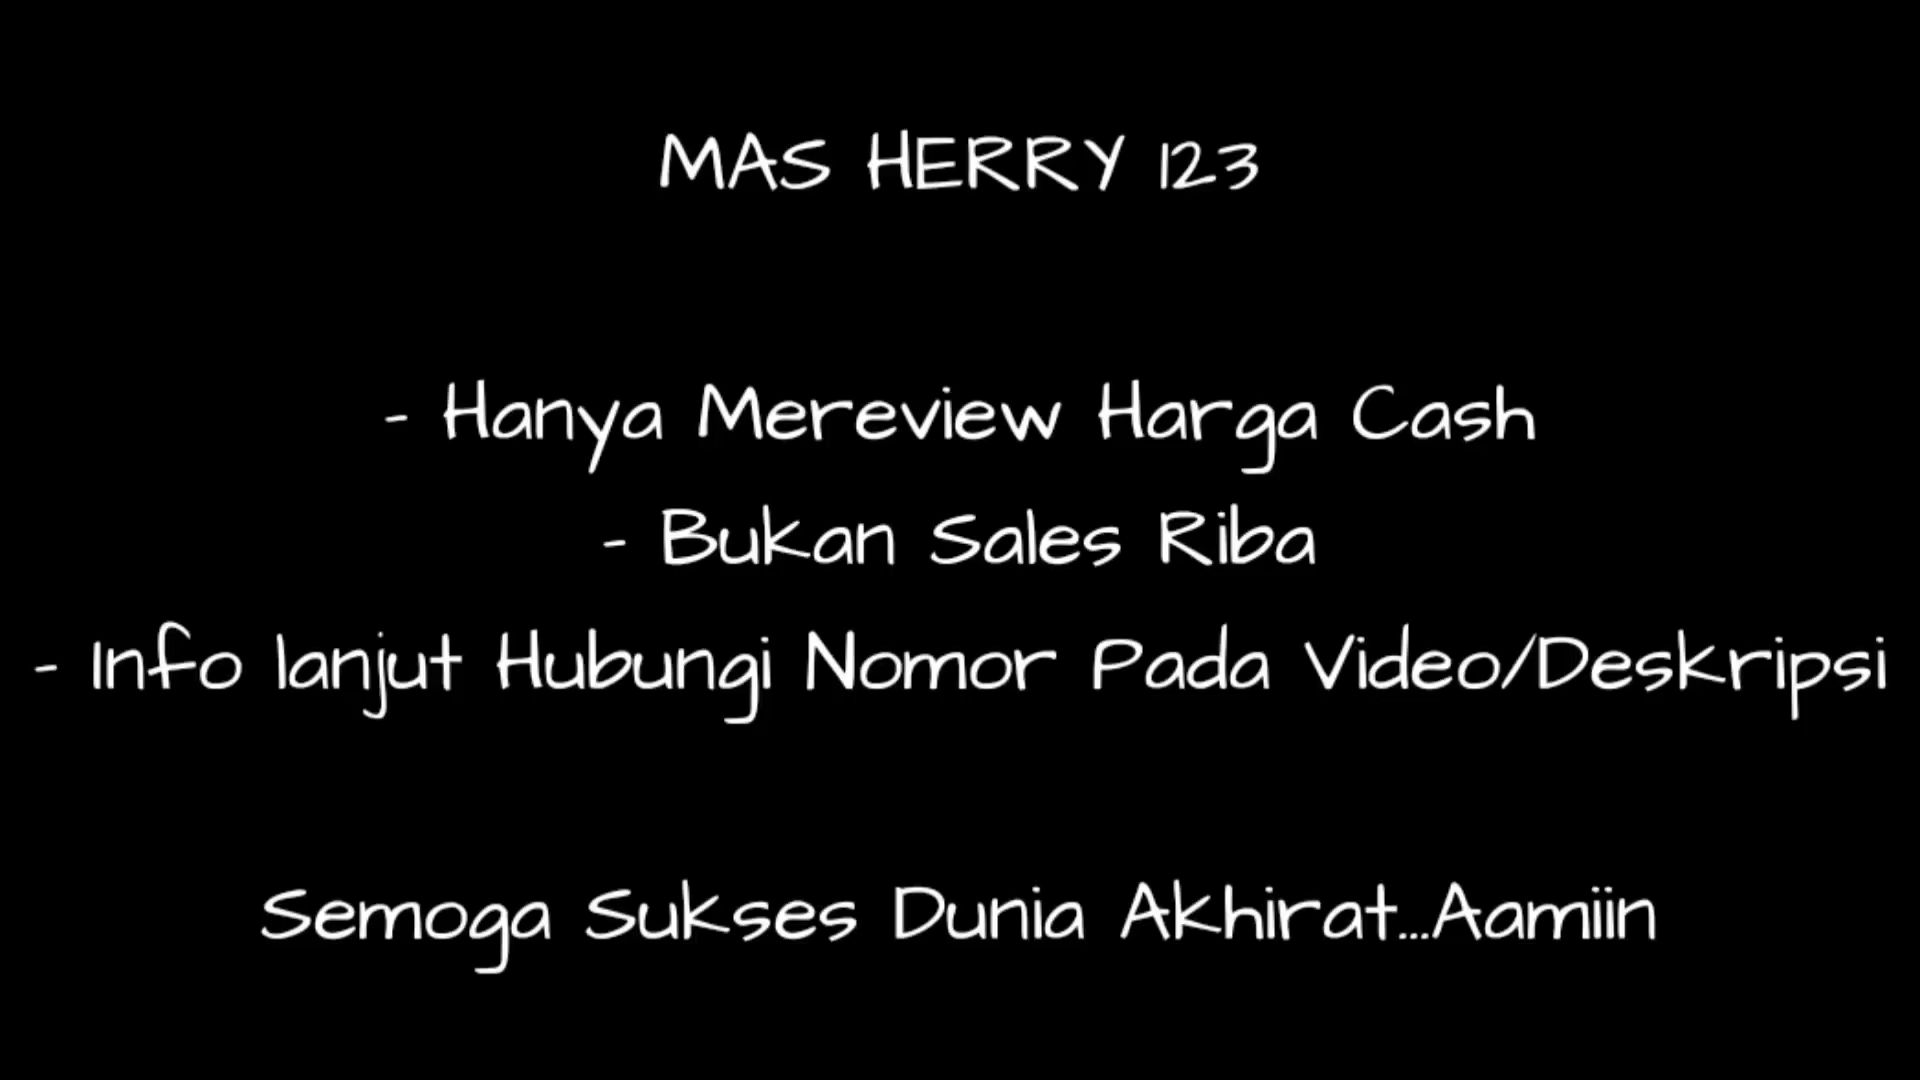 MAS HERRY 123
- Hanya Mereview Harga Cash
- Bukan Sales Riba
- Info lanjut Hubungi Nomor Pada Video/Deskripsi
Semoga Sukses Dunia Akhirat...Aamiin